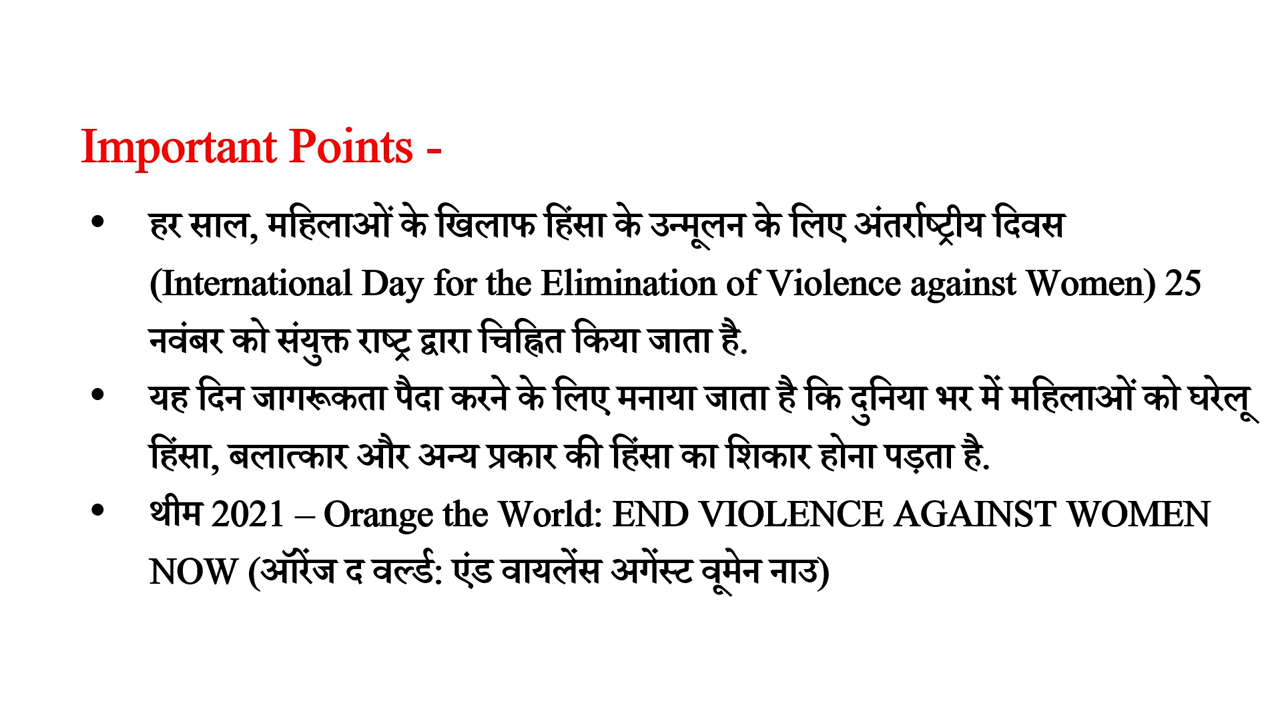 Important Points -
• हर साल, महिलाओं के खिलाफ हिंसा के उन्मूलन के लिए अंतर्राष्ट्रीय दिवस
(International Day for the Elimination of Violence against Women) 25
नवंबर को संयुक्त राष्ट्र द्वारा चिह्नित किया जाता है.
• यह दिन जागरूकता पैदा करने के लिए मनाया जाता है कि दुनिया भर में महिलाओं को घरेलू
हिंसा, बलात्कार और अन्य प्रकार की हिंसा का शिकार होना पड़ता है.
• थीम 2021 – Orange the World: END VIOLENCE AGAINST WOMEN
NOW (ऑरेंज द वर्ल्ड: एंड वायलेंस अगेंस्ट वूमेन नाउ)